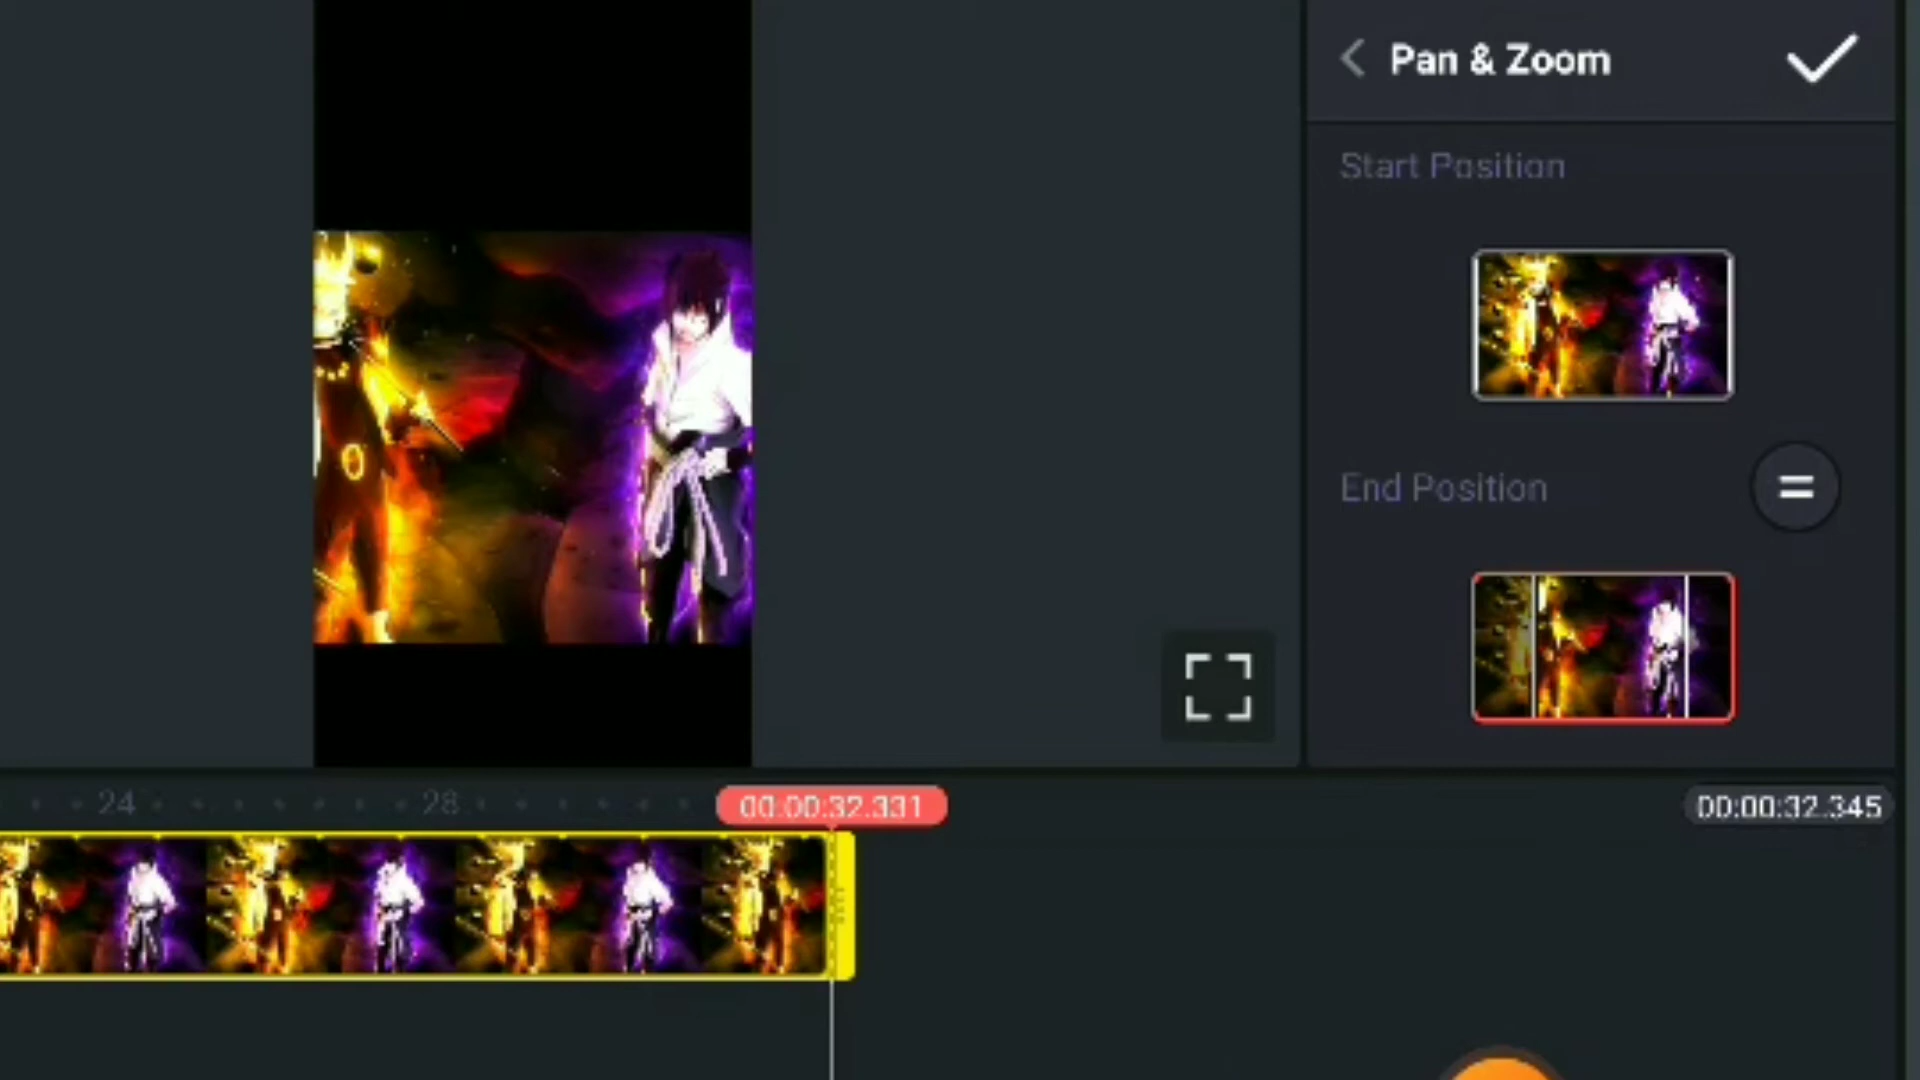 Pan & Zoom
Start Position
End Position
24
28
00:00:32.331
00:00:32.345